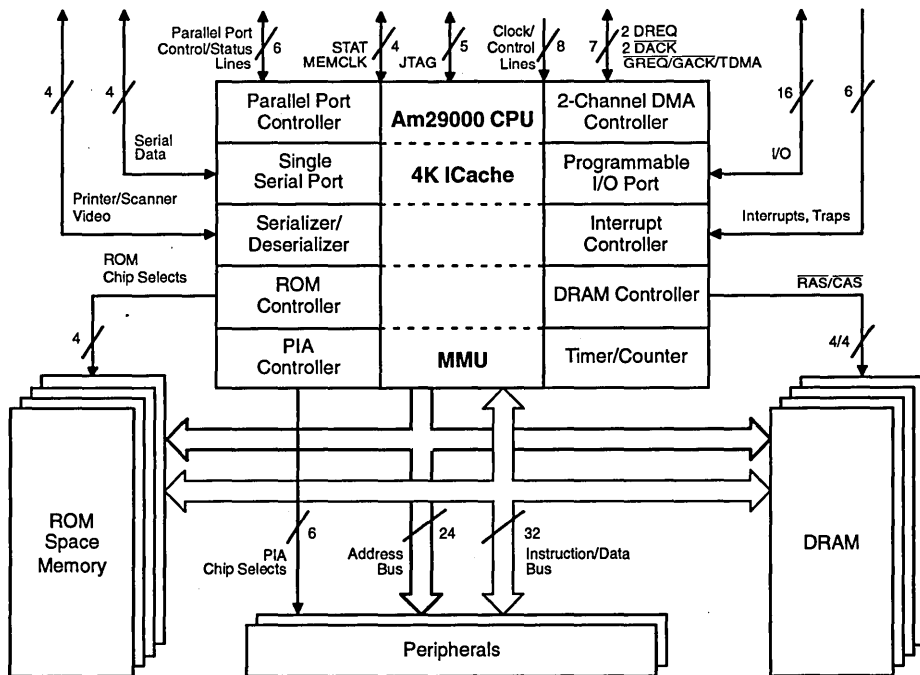 Parallel Port
Control/Status
Lines
6
STAT
MEMCLK
4
JTAG
5
Clock/
Control
Lines
8
7
2 DREQ
2 DACK
GREQ/GACK/TDMA
4
4
16
6
Parallel Port
Controller
Am29000 CPU
2-Channel DMA
Controller
Serial
Data
I/O
Single
Serial Port
4K ICache
Programmable
I/O Port
Printer/Scanner
Video
Interrupts, Traps
Serializer/
Deserializer
Interrupt
Controller
ROM
Chip Selects
ROM
Controller
DRAM Controller
RAS/CAS
4
PIA
Controller
MMU
Timer/Counter
4/4
ROM
Space
Memory
6
PIA
Chip Selects
24
Address
Bus
32
Instruction/Data
Bus
DRAM
Peripherals